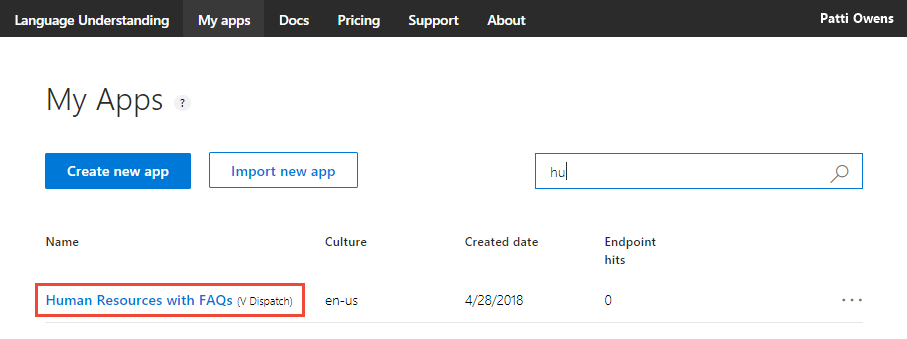 Language Understanding My apps Docs Pricing Support About Patti Owens
My Apps ?
Create new app Import new app hu
Name Culture Created date Endpoint
hits
Human Resources with FAQs (V Dispatch) en-us 4/28/2018 0 ...